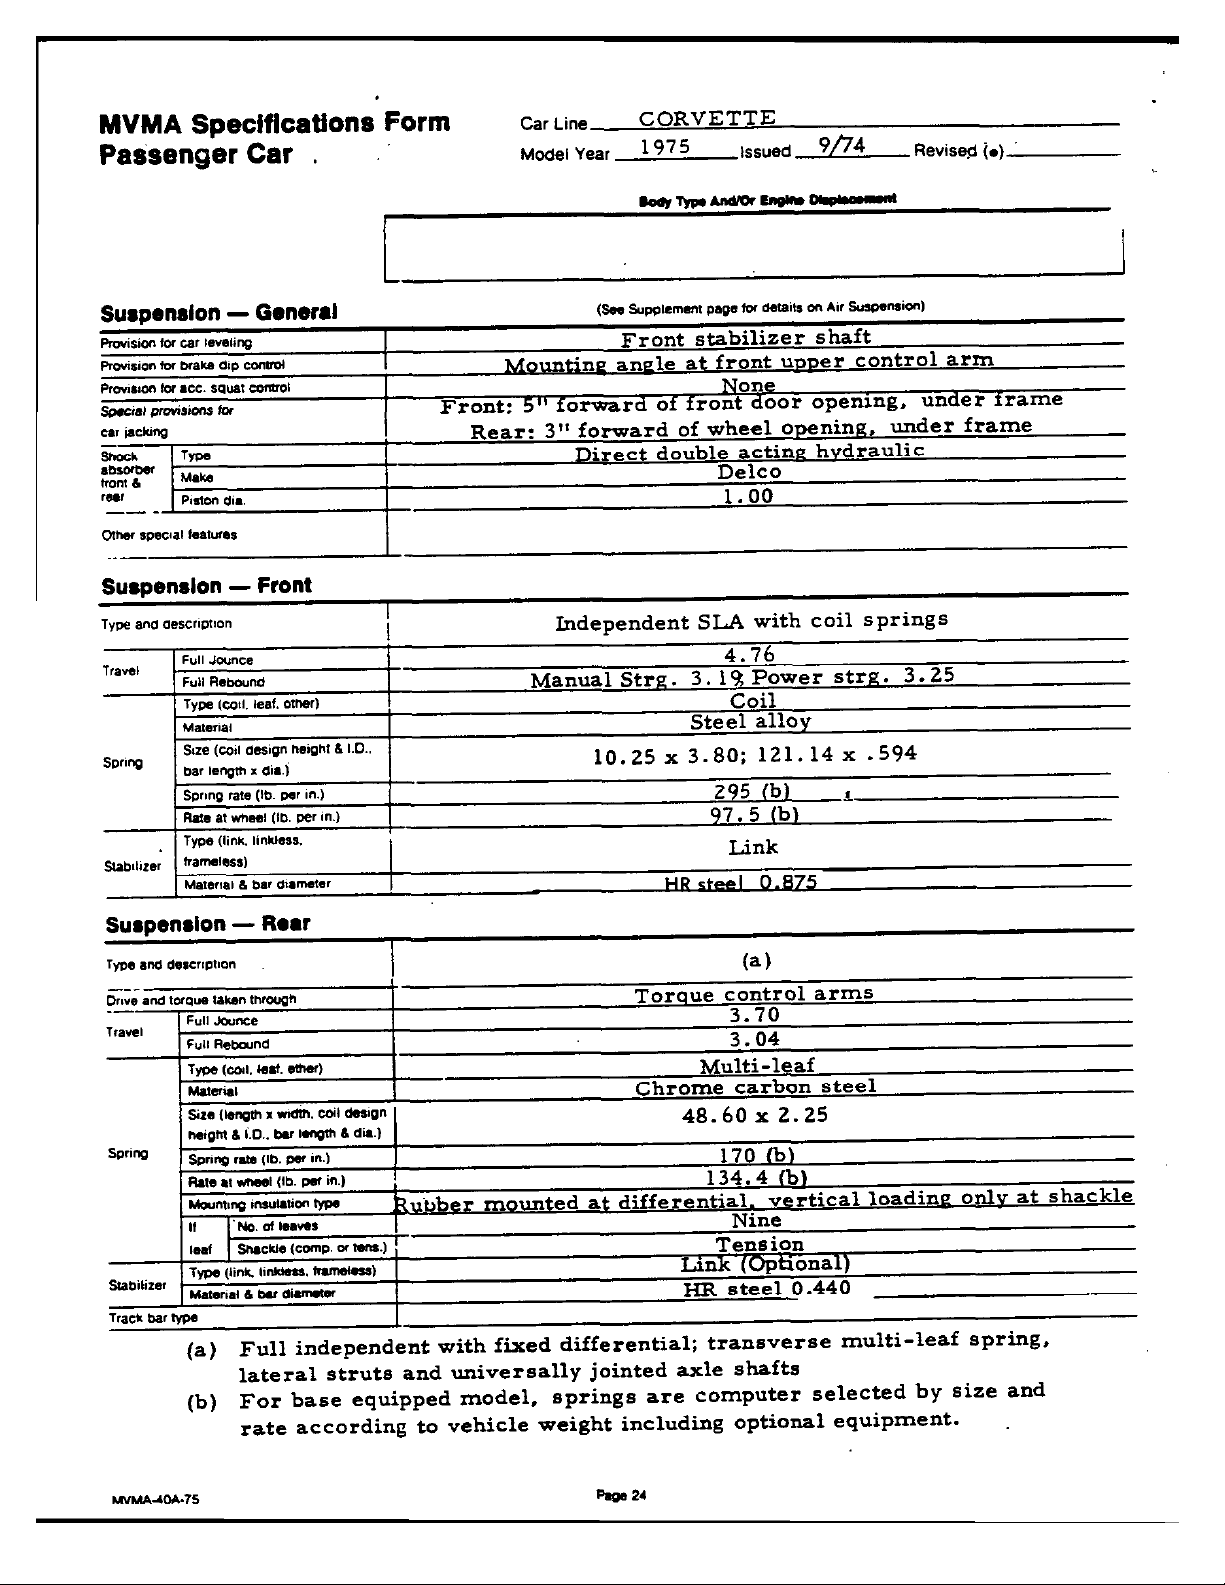 MVMA Specifications Form
Passenger Car
Car Line CORVETTE
Model Year 1975 Issued 9/74 Revised (•)
Body Type And/Or Engine Displacement
Suspension — General
(See Supplement page for details on Air Suspension)
Provision for car leveling Front stabilizer shaft
Provision for brake dip control Mounting angle at front upper control arm
Provision for acc. squat control None
Special provisions for Front: 5" forward of front door opening, under frame
car jacking Rear: 3" forward of wheel opening, under frame
Shock absorber front & rear
Type Direct double acting hydraulic
Make Delco
Piston dia. 1.00
Other special features
Suspension — Front
Type and description Independent SLA with coil springs
Travel
Full Jounce 4.76
Full Rebound Manual Strg. 3.19; Power strg. 3.25
Spring
Type (coil, leaf, other) Coil
Material Steel alloy
Size (coil design height & I.D., 10.25 x 3.80; 121.14 x .594
bar length x dia.)
Spring rate (lb. per in.) 295 (b)
Rate at wheel (lb. per in.) 97.5 (b)
Stabilizer
Type (link, linkless, Link
frameless)
Material & bar diameter HR steel 0.875
Suspension — Rear
Type and description (a)
Drive and torque taken through Torque control arms
Travel
Full Jounce 3.70
Full Rebound 3.04
Spring
Type (coil, leaf, other) Multi-leaf
Material Chrome carbon steel
Size (length x width, coil design 48.60 x 2.25
height & I.D., bar length & dia.)
Spring rate (lb. per in.) 170 (b)
Rate at wheel (lb. per in.) 134.4 (b)
Mounting insulation type Rubber mounted at differential, vertical loading only at shackle
If leaf
No. of leaves Nine
Shackle (comp. or tens.) Tension
Stabilizer
Type (link, linkless, frameless) Link (Optional)
Material & bar diameter HR steel 0.440
Track bar type
(a) Full independent with fixed differential; transverse multi-leaf spring,
lateral struts and universally jointed axle shafts
(b) For base equipped model, springs are computer selected by size and
rate according to vehicle weight including optional equipment.
MVMA-40A-75
Page 24